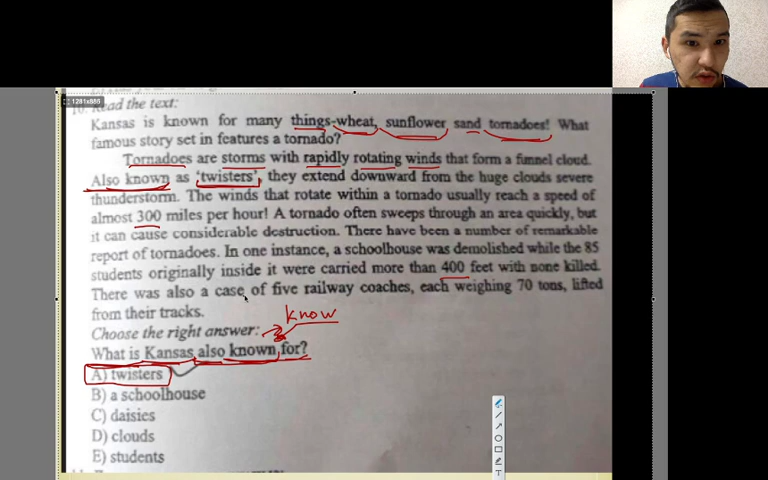 1281x886
Read the text:
Kansas is known for many things-wheat, sunflower sand tornadoes! What
famous story set in features a tornado?
Tornadoes are storms with rapidly rotating winds that form a funnel cloud.
Also known as 'twisters', they extend downward from the huge clouds severe
thunderstorm. The winds that rotate within a tornado usually reach a speed of
almost 300 miles per hour! A tornado often sweeps through an area quickly, but
it can cause considerable destruction. There have been a number of remarkable
report of tornadoes. In one instance, a schoolhouse was demolished while the 85
students originally inside it were carried more than 400 feet with none killed.
There was also a case of five railway coaches, each weighing 70 tons, lifted
from their tracks.
know
Choose the right answer:
What is Kansas also known for?
A) twisters
B) a schoolhouse
C) daisies
D) clouds
E) students